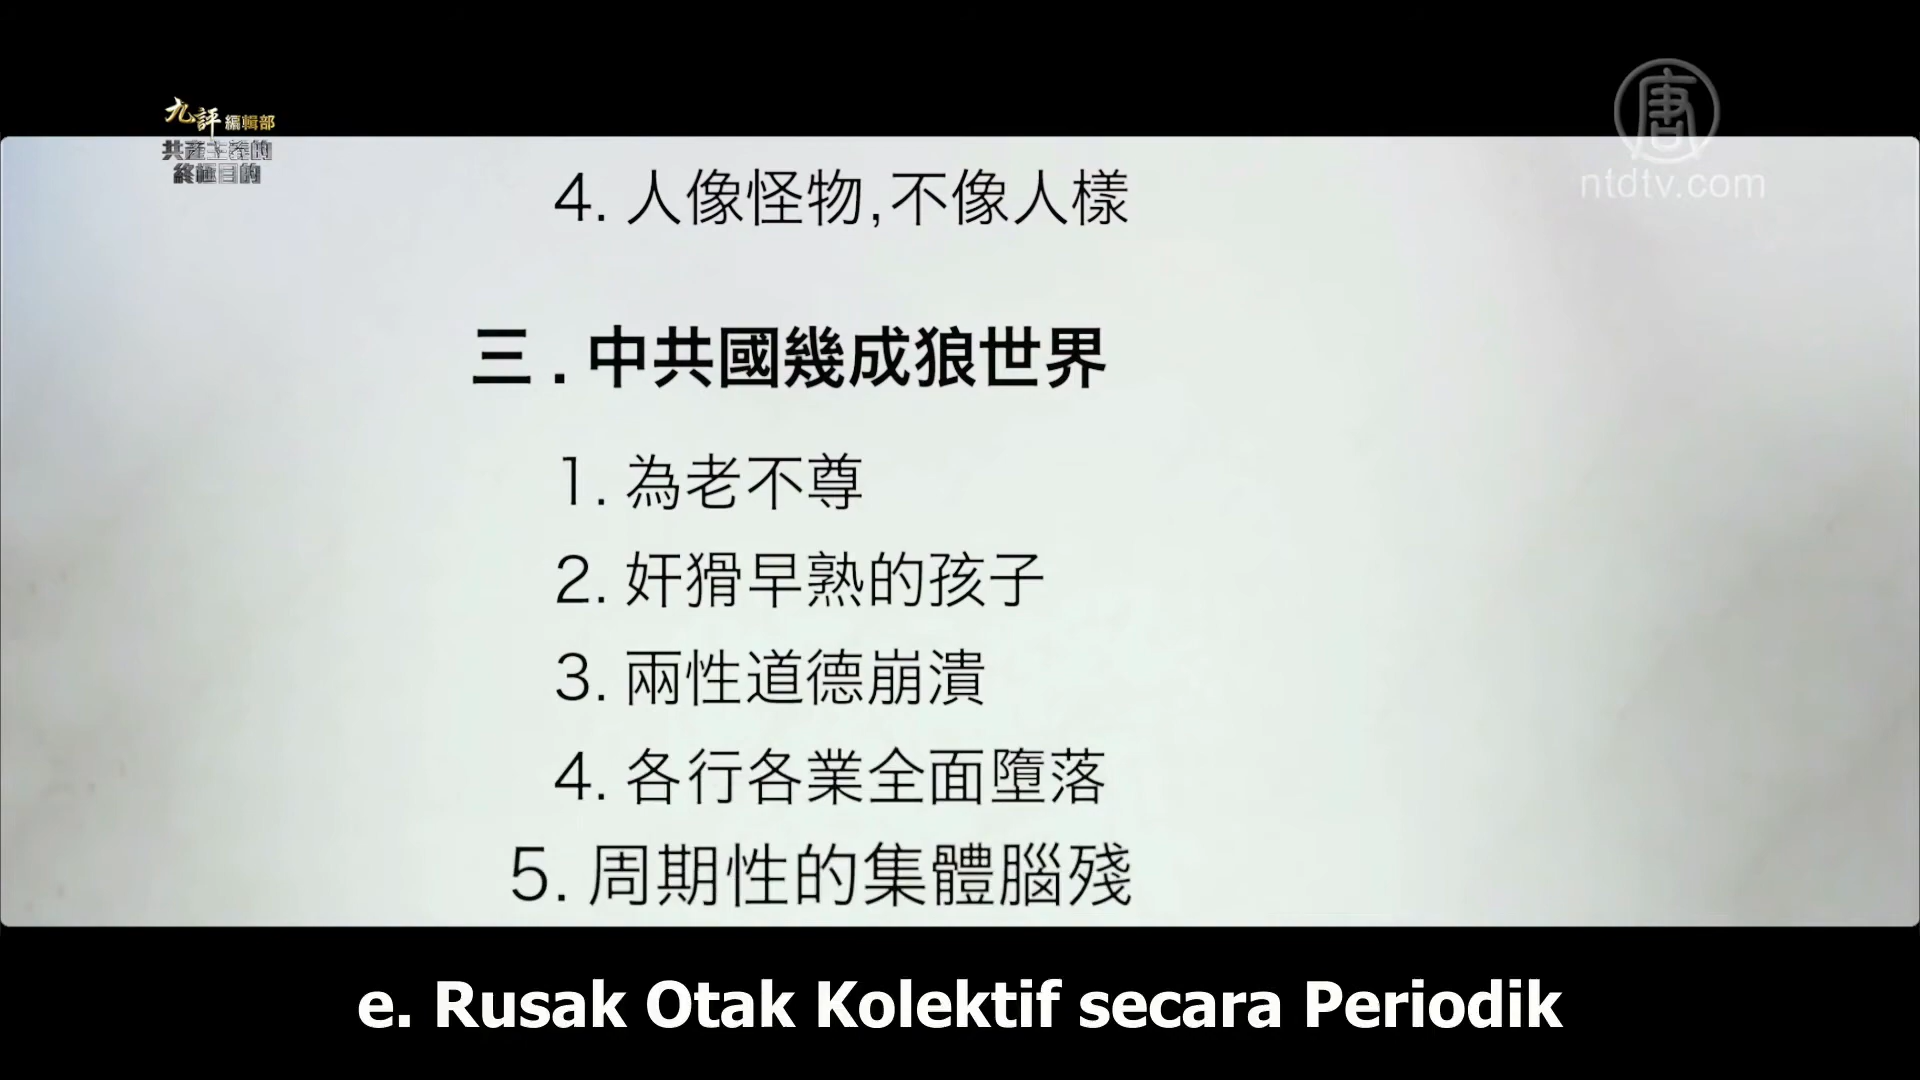 九評編輯部
共產主義的
終極目的
唐
ntdtv.com
4. 人像怪物,不像人樣
三 . 中共國幾成狼世界
1. 為老不尊
2. 奸猾早熟的孩子
3. 兩性道德崩潰
4. 各行各業全面墮落
5. 周期性的集體腦殘
e. Rusak Otak Kolektif secara Periodik